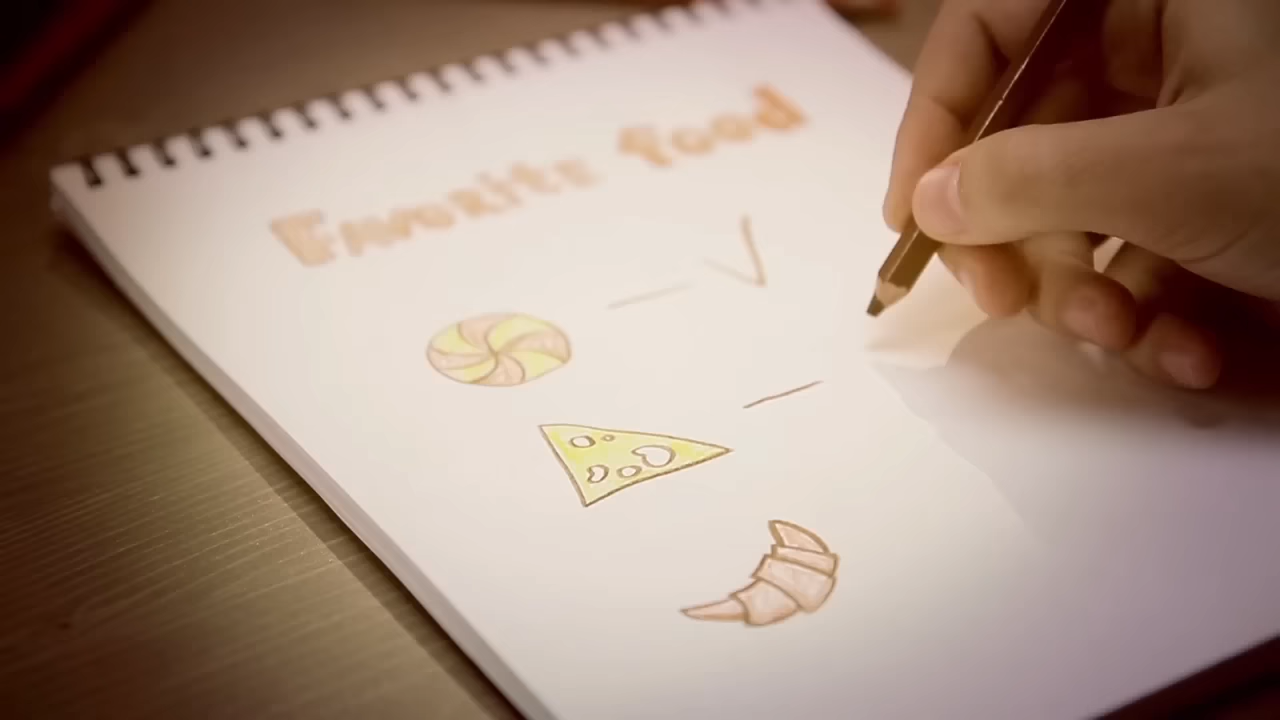 Favorite food
— √
—